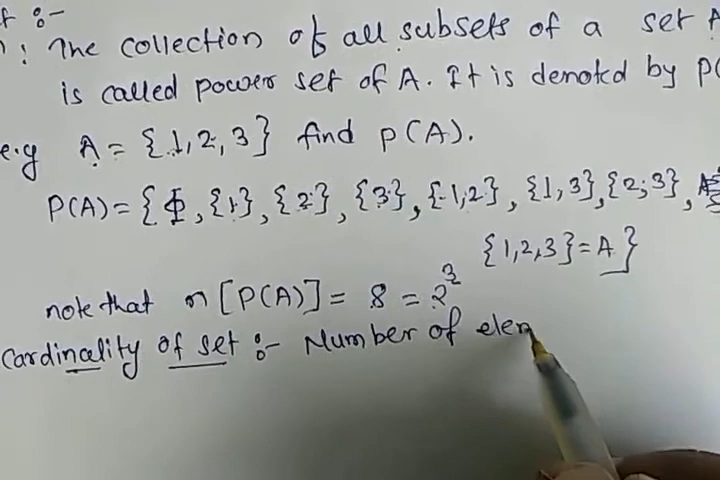 : The collection of all subsets of a set A
is called power set of A. It is denoted by P(
e.g A = {1, 2, 3} find P(A).
P(A) = {Φ, {1}, {2}, {3}, {1,2}, {1, 3}, {2, 3},
{1, 2, 3} = A}
note that n[P(A)] = 8 = 2³
Cardinality of set :- Number of elem